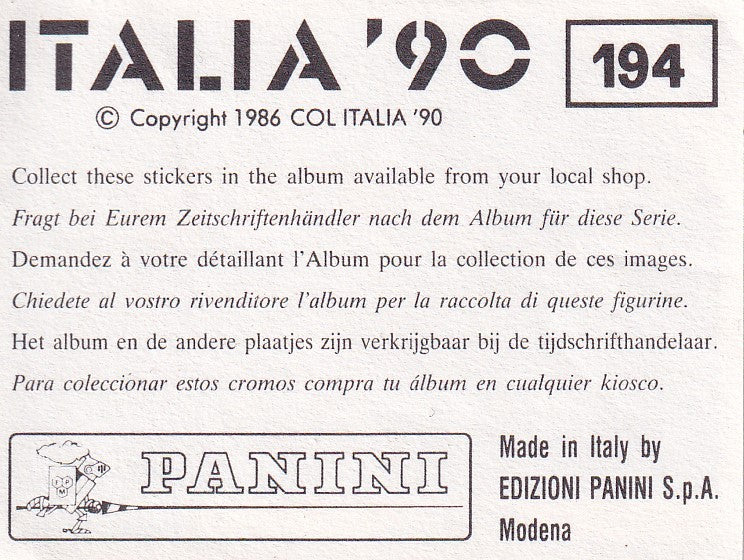 ITALIA '90 194
© Copyright 1986 COL ITALIA '90
Collect these stickers in the album available from your local shop.
Fragt bei Eurem Zeitschriftenhändler nach dem Album für diese Serie.
Demandez à votre détaillant l'Album pour la collection de ces images.
Chiedete al vostro rivenditore l'album per la raccolta di queste figurine.
Het album en de andere plaatjes zijn verkrijgbaar bij de tijdschrifthandelaar.
Para coleccionar estos cromos compra tu álbum en cualquier kiosco.
PANINI
Made in Italy by
EDIZIONI PANINI S.p.A.
Modena